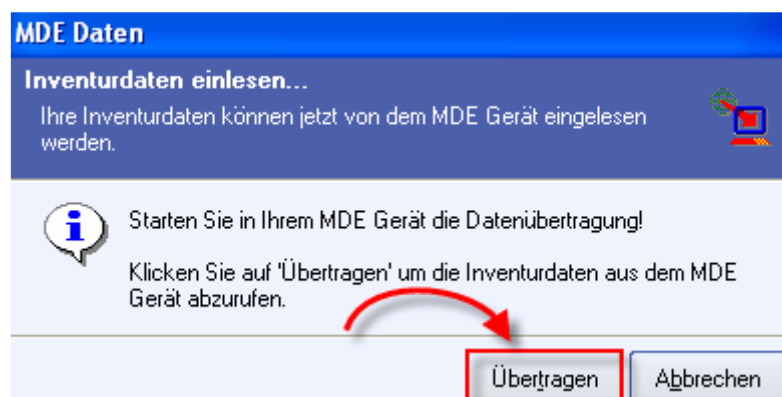 MDE Daten
Inventurdaten einlesen...
Ihre Inventurdaten können jetzt von dem MDE Gerät eingelesen
werden.
Starten Sie in Ihrem MDE Gerät die Datenübertragung!
Klicken Sie auf 'Übertragen' um die Inventurdaten aus dem MDE
Gerät abzurufen.
Übertragen Abbrechen